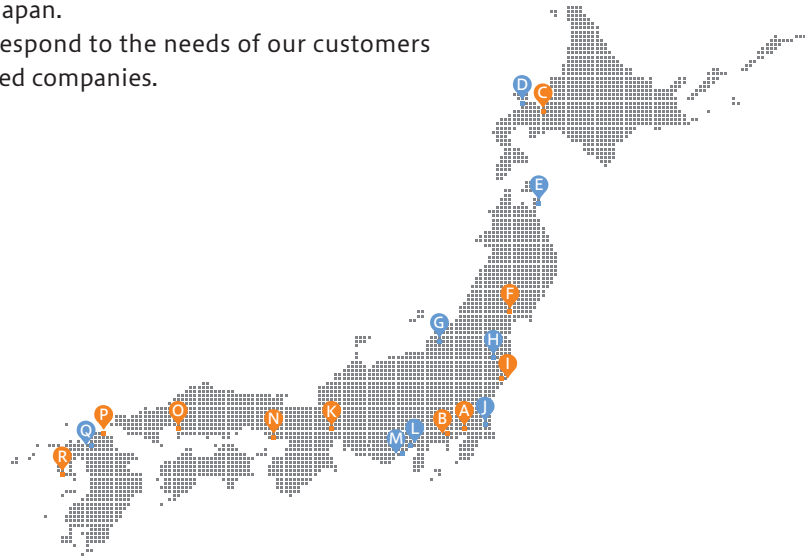 apan.
espond to the needs of our customers
ed companies.
D
C
E
F
G
H
I
J
A
B
K
L
M
N
O
P
Q
R